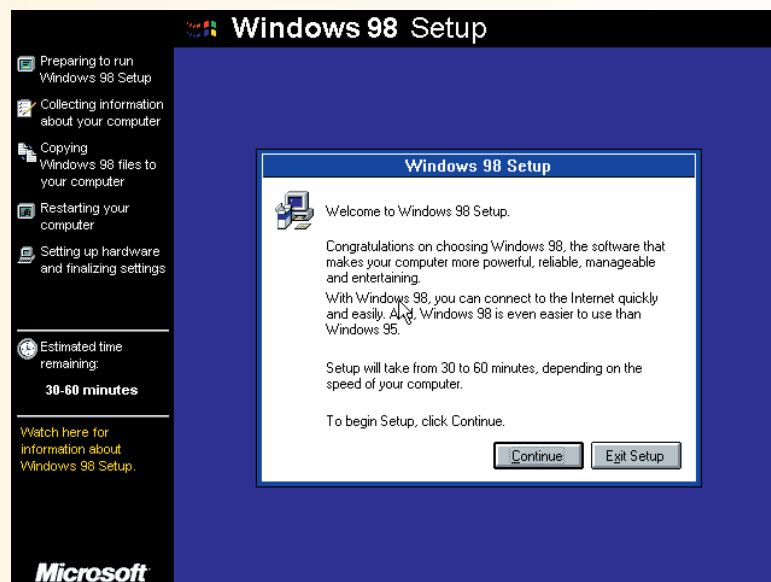 Windows 98 Setup
Preparing to run
Windows 98 Setup
Collecting information
about your computer
Copying
Windows 98 files to
your computer
Restarting your
computer
Setting up hardware
and finalizing settings
Estimated time
remaining:
30-60 minutes
Watch here for
information about
Windows 98 Setup.
Microsoft
Windows 98 Setup
Welcome to Windows 98 Setup.
Congratulations on choosing Windows 98, the software that
makes your computer more powerful, reliable, manageable
and entertaining.
With Windows 98, you can connect to the Internet quickly
and easily. And, Windows 98 is even easier to use than
Windows 95.
Setup will take from 30 to 60 minutes, depending on the
speed of your computer.
To begin Setup, click Continue.
Continue
Exit Setup